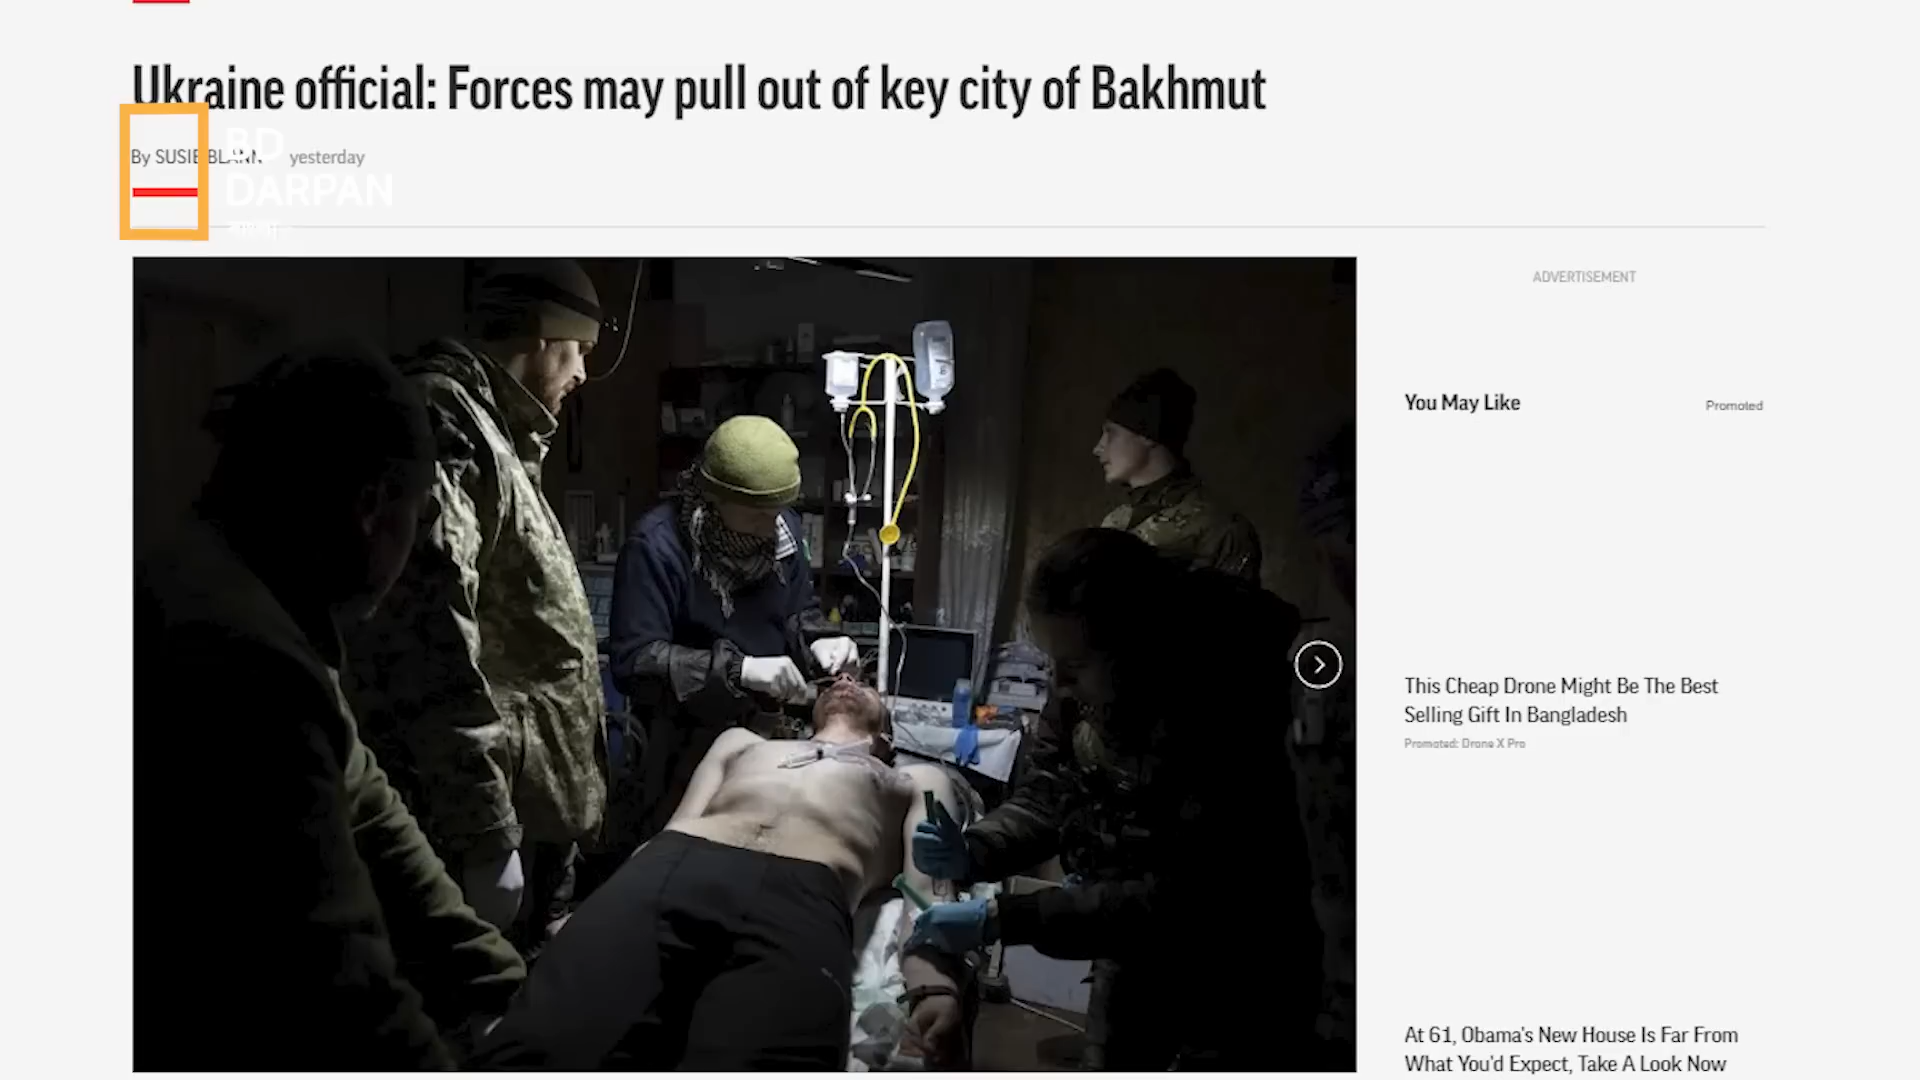 Ukraine official: Forces may pull out of key city of Bakhmut
By SUSIE BLANN yesterday
BD
DARPAN
ADVERTISEMENT
You May Like
Promoted
This Cheap Drone Might Be The Best
Selling Gift In Bangladesh
Promoted: Drone X Pro
At 61, Obama's New House Is Far From
What You'd Expect, Take A Look Now